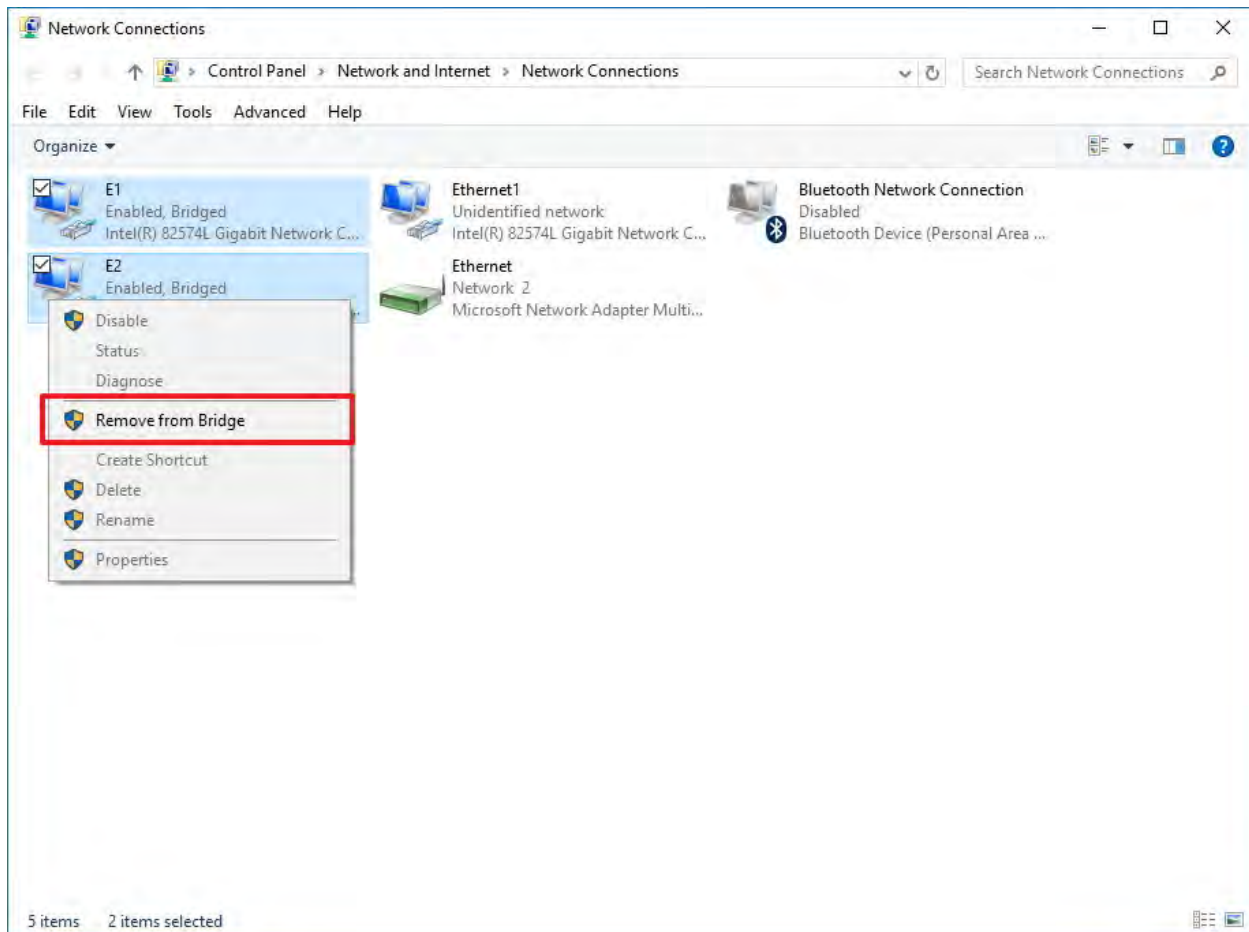 Network Connections
Control Panel > Network and Internet > Network Connections
Search Network Connections
File Edit View Tools Advanced Help
Organize
E1
Enabled, Bridged
Intel(R) 82574L Gigabit Network C...
Ethernet1
Unidentified network
Intel(R) 82574L Gigabit Network C...
Bluetooth Network Connection
Disabled
Bluetooth Device (Personal Area ...
E2
Enabled, Bridged
Ethernet
Network 2
Microsoft Network Adapter Multi...
Disable
Status
Diagnose
Remove from Bridge
Create Shortcut
Delete
Rename
Properties
5 items 2 items selected